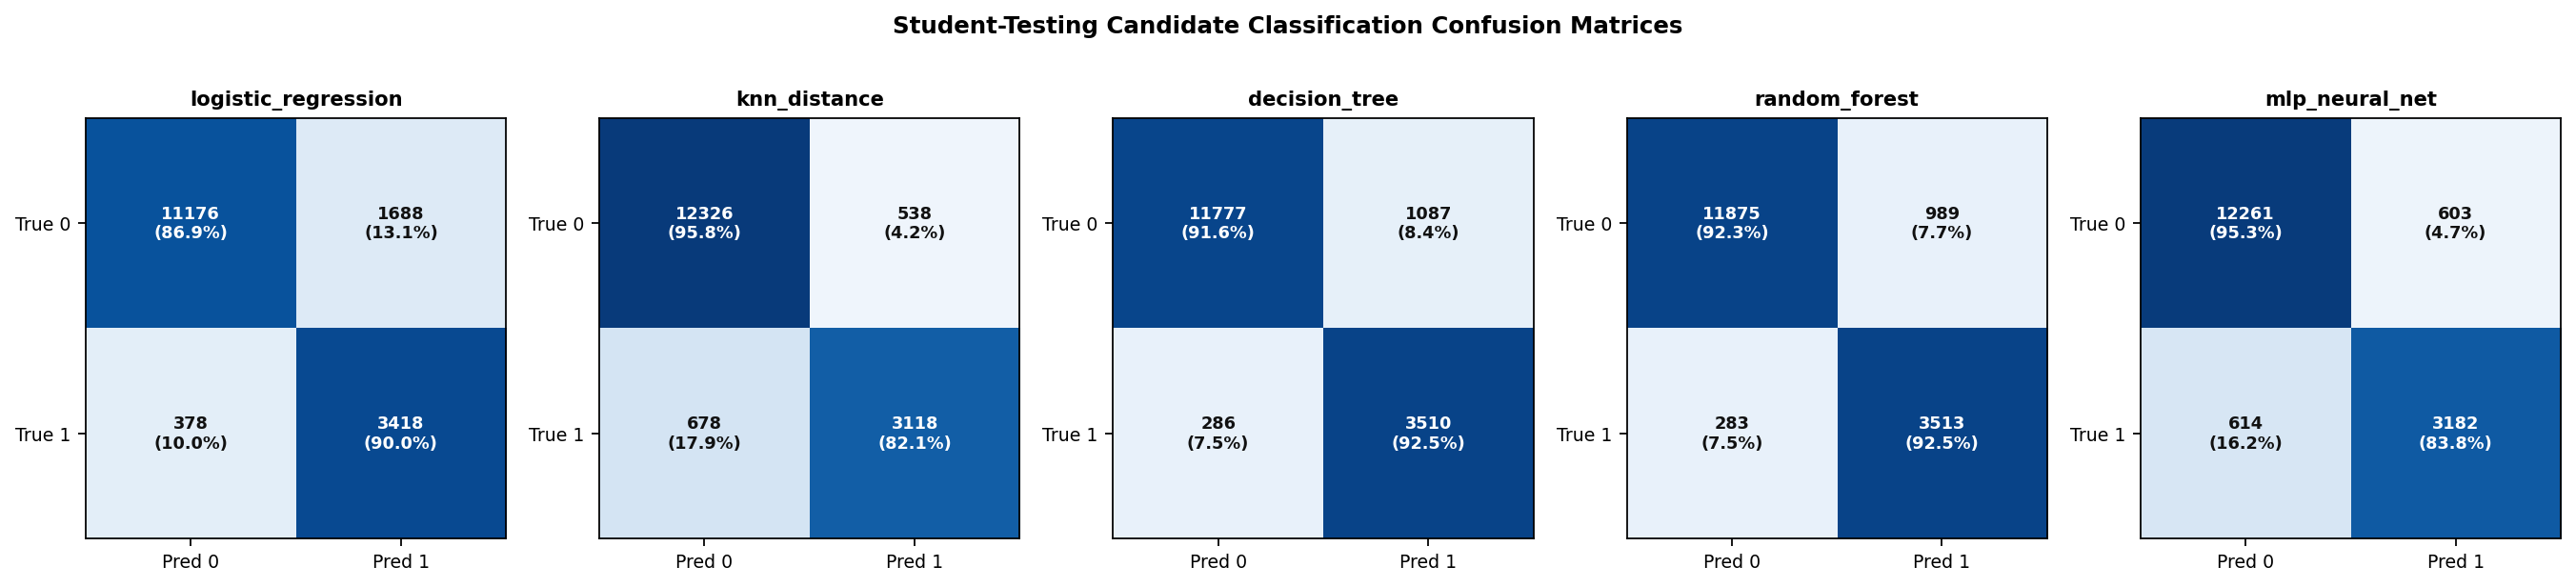 Student-Testing Candidate Classification Confusion Matrices
logistic_regression
True 0
11176
(86.9%)
1688
(13.1%)
True 1
378
(10.0%)
3418
(90.0%)
Pred 0
Pred 1
knn_distance
True 0
12326
(95.8%)
538
(4.2%)
True 1
678
(17.9%)
3118
(82.1%)
Pred 0
Pred 1
decision_tree
True 0
11777
(91.6%)
1087
(8.4%)
True 1
286
(7.5%)
3510
(92.5%)
Pred 0
Pred 1
random_forest
True 0
11875
(92.3%)
989
(7.7%)
True 1
283
(7.5%)
3513
(92.5%)
Pred 0
Pred 1
mlp_neural_net
True 0
12261
(95.3%)
603
(4.7%)
True 1
614
(16.2%)
3182
(83.8%)
Pred 0
Pred 1